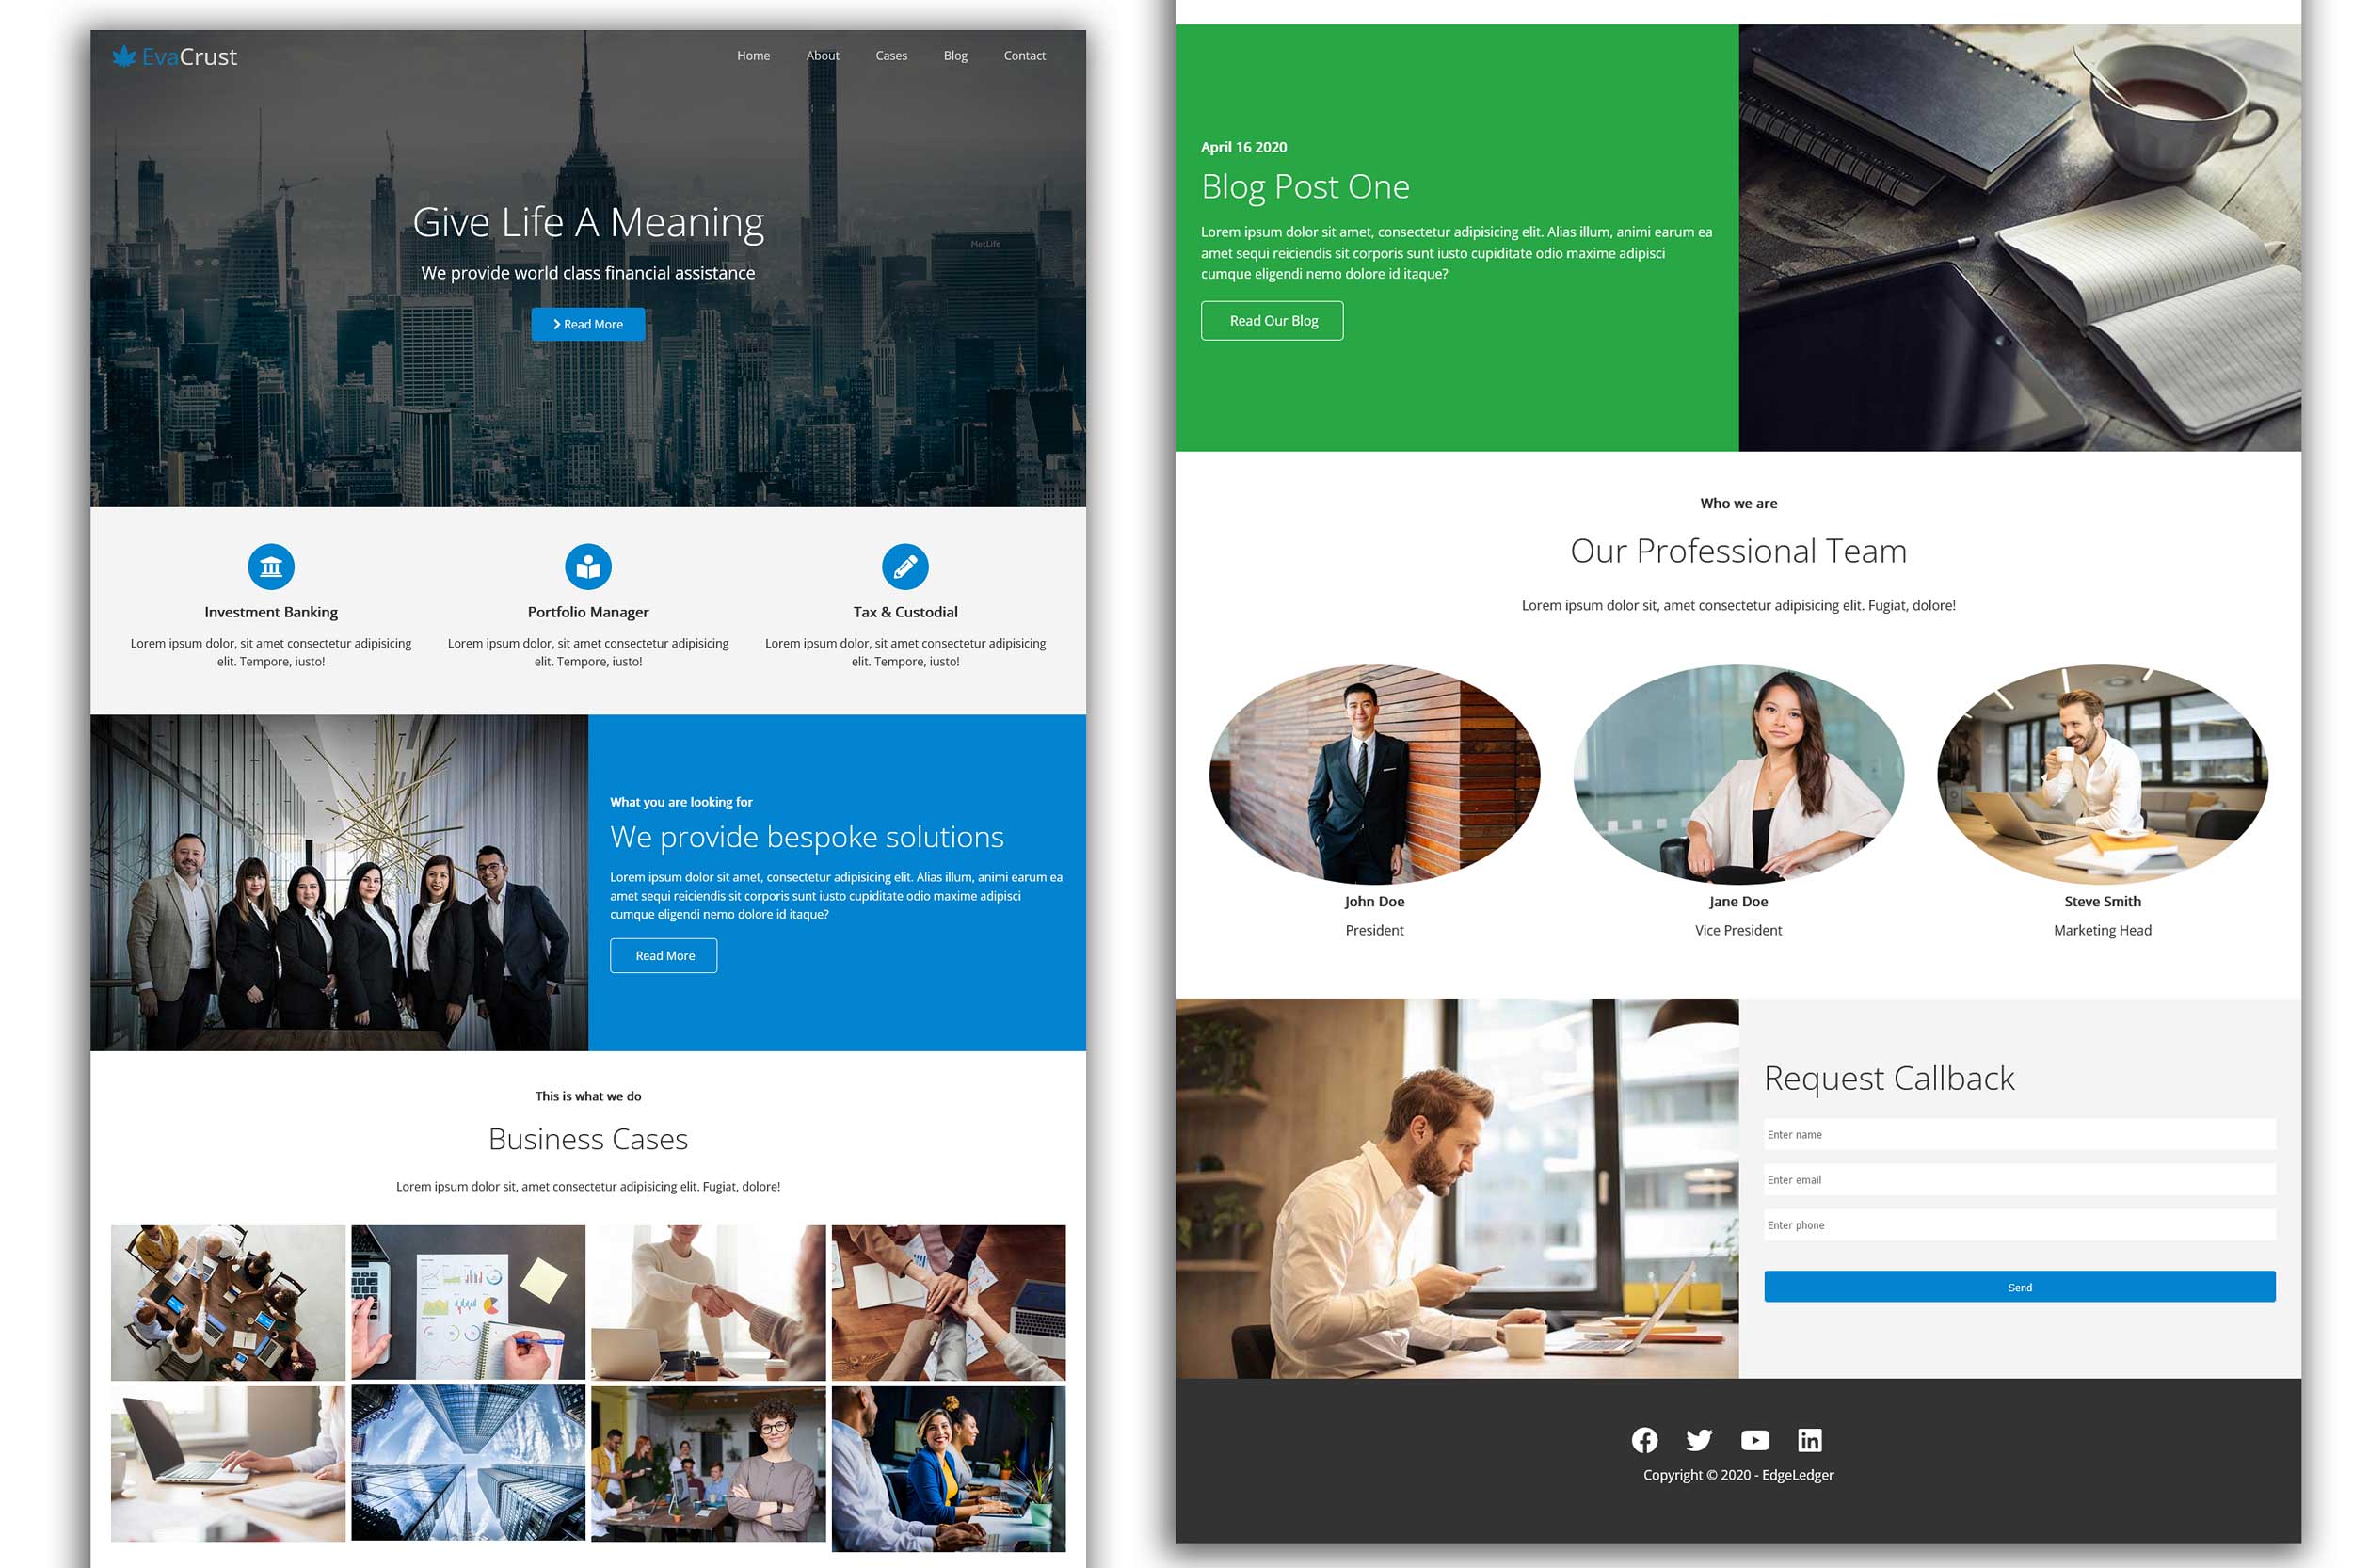 EvaCrust
Home About Cases Blog Contact
Give Life A Meaning
We provide world class financial assistance
Read More
MetLife
Investment Banking
Lorem ipsum dolor, sit amet consectetur adipisicing
elit. Tempore, iusto!
Portfolio Manager
Lorem ipsum dolor, sit amet consectetur adipisicing
elit. Tempore, iusto!
Tax & Custodial
Lorem ipsum dolor, sit amet consectetur adipisicing
elit. Tempore, iusto!
What you are looking for
We provide bespoke solutions
Lorem ipsum dolor sit amet, consectetur adipisicing elit. Alias illum, animi earum ea
amet sequi reiciendis sit corporis sunt iusto cupiditate odio maxime adipisci
cumque eligendi nemo dolore id itaque?
Read More
This is what we do
Business Cases
Lorem ipsum dolor sit, amet consectetur adipisicing elit. Fugiat, dolore!
April 16 2020
Blog Post One
Lorem ipsum dolor sit amet, consectetur adipisicing elit. Alias illum, animi earum ea
amet sequi reiciendis sit corporis sunt iusto cupiditate odio maxime adipisci
cumque eligendi nemo dolore id itaque?
Read Our Blog
Who we are
Our Professional Team
Lorem ipsum dolor sit, amet consectetur adipisicing elit. Fugiat, dolore!
John Doe
President
Jane Doe
Vice President
Steve Smith
Marketing Head
Request Callback
Enter name
Enter email
Enter phone
Send
Copyright © 2020 - EdgeLedger